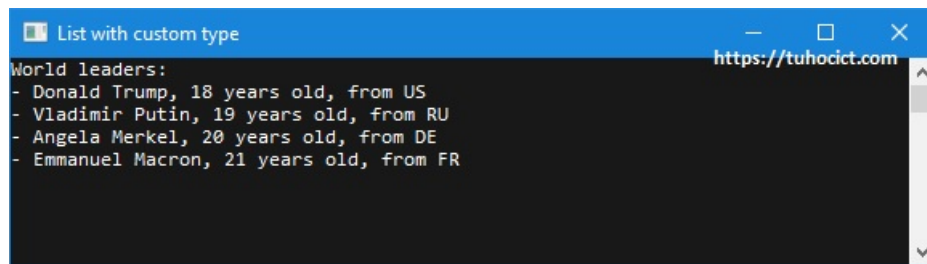 List with custom type
https://tuhocict.com
World leaders:
- Donald Trump, 18 years old, from US
- Vladimir Putin, 19 years old, from RU
- Angela Merkel, 20 years old, from DE
- Emmanuel Macron, 21 years old, from FR